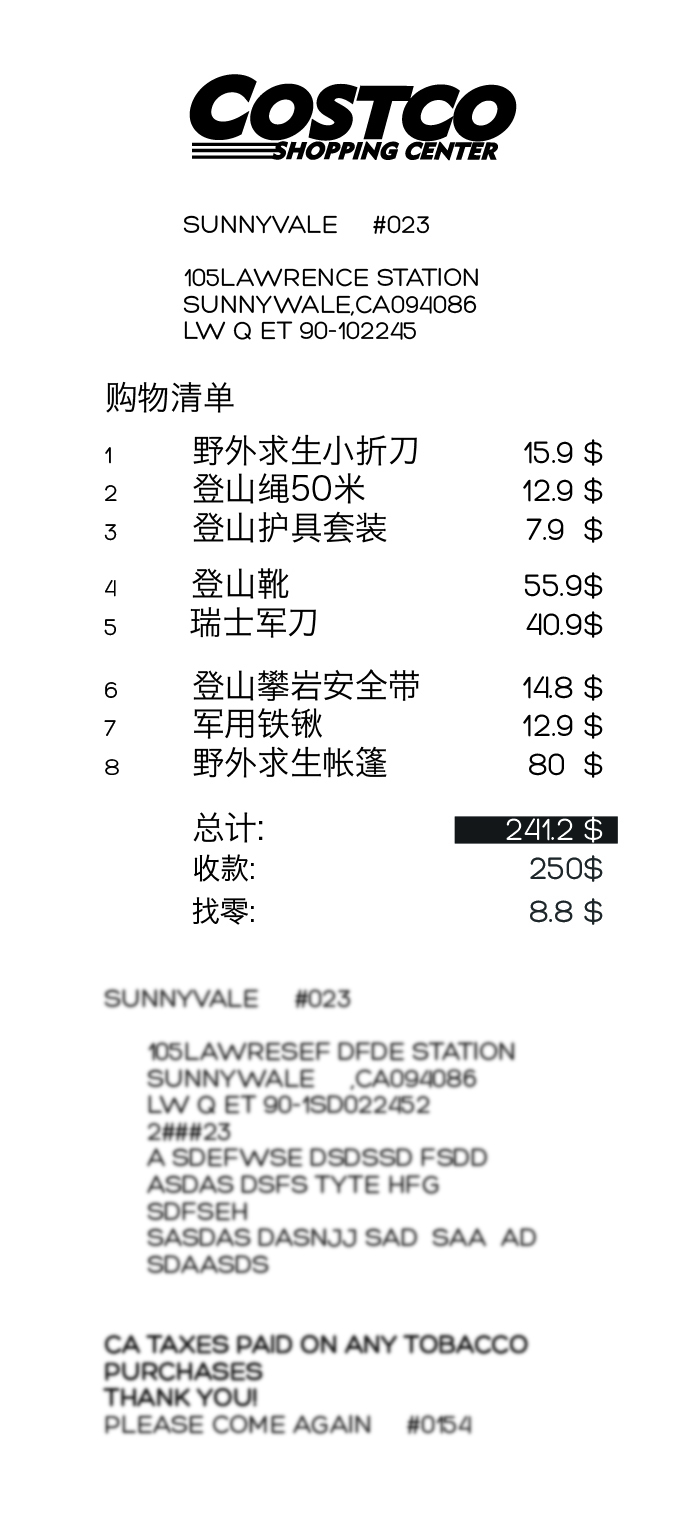 COSTCO
SHOPPING CENTER
SUNNYVALE #023
105LAWRENCE STATION
SUNNYWALE,CA094086
LW Q ET 90-102245
购物清单
1 野外求生小折刀 15.9 $
2 登山绳50米 12.9 $
3 登山护具套装 7.9 $
4 登山靴 55.9$
5 瑞士军刀 40.9$
6 登山攀岩安全带 14.8 $
7 军用铁锹 12.9 $
8 野外求生帐篷 80 $
总计: 241.2 $
收款: 250$
找零: 8.8 $
SUNNYVALE #023
105LAWRESEF DFDE STATION
SUNNYWALE ,CA094086
LW Q ET 90-1SD022452
2###23
A SDEFWSE DSDSSD FSDD
ASDAS DSFS TYTE HFG
SDFSEH
SASDAS DASNJJ SAD SAA AD
SDAASDS
CA TAXES PAID ON ANY TOBACCO
PURCHASES
THANK YOU!
PLEASE COME AGAIN #0154